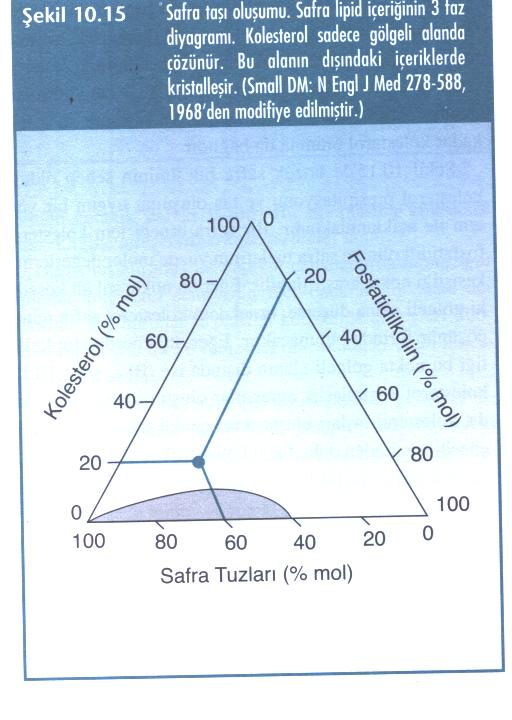 Şekil 10.15
Safra taşı oluşumu. Safra lipid içeriğinin 3 faz
diyagramı. Kolesterol sadece gölgeli alanda
çözünür. Bu alanın dışındaki içeriklerde
kristalleşir. (Small DM: N Engl J Med 278-588,
1968'den modifiye edilmiştir.)
100
0
80
20
60
40
40
60
20
80
0
100
Kolesterol (% mol)
Fosfatidilkolin (% mol)
100
80
60
40
20
0
Safra Tuzları (% mol)